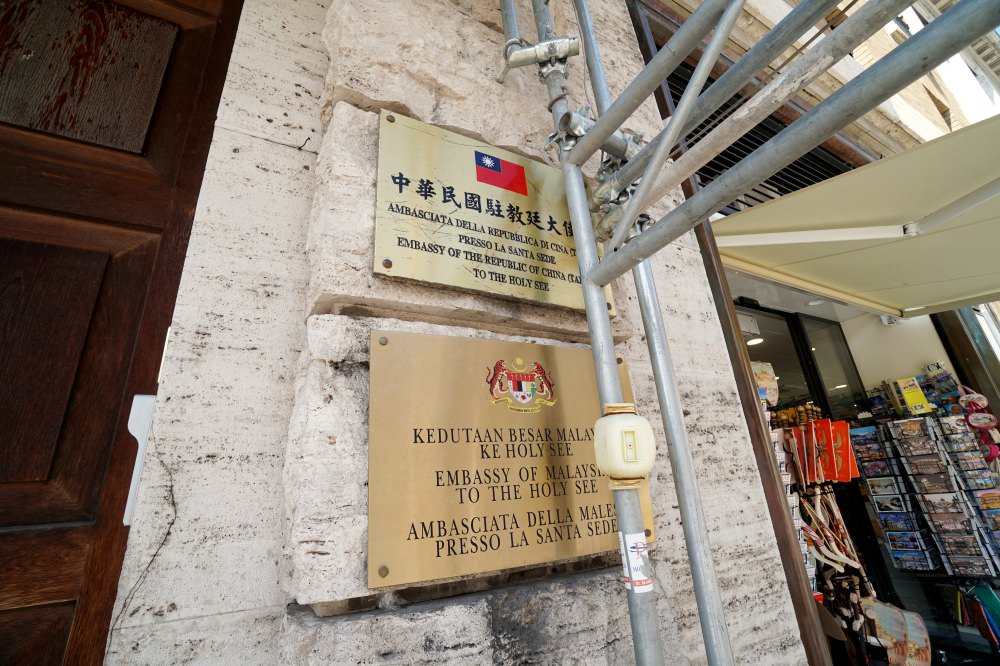 中華民國駐教廷大使
AMBASCIATA DELLA REPUBBLICA DI CINA
PRESSO LA SANTA SEDE
EMBASSY OF THE REPUBLIC OF CHINA
TO THE HOLY SEE
KEDUTAAN BESAR
KE HOLY SEE
EMBASSY OF
TO THE HOLY SEE
AMBASCIATA DELLA
PRESSO LA SANTA SEDE